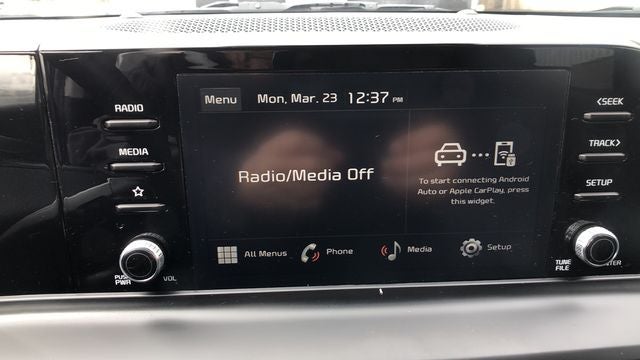 RADIO
MEDIA
PUSH
PWR
VOL
Menu Mon, Mar. 23 12:37 PM
Radio/Media Off
To start connecting Android
Auto or Apple CarPlay, press
this widget.
All Menus Phone Media Setup
<SEEK
TRACK>
SETUP
TUNE
FILE